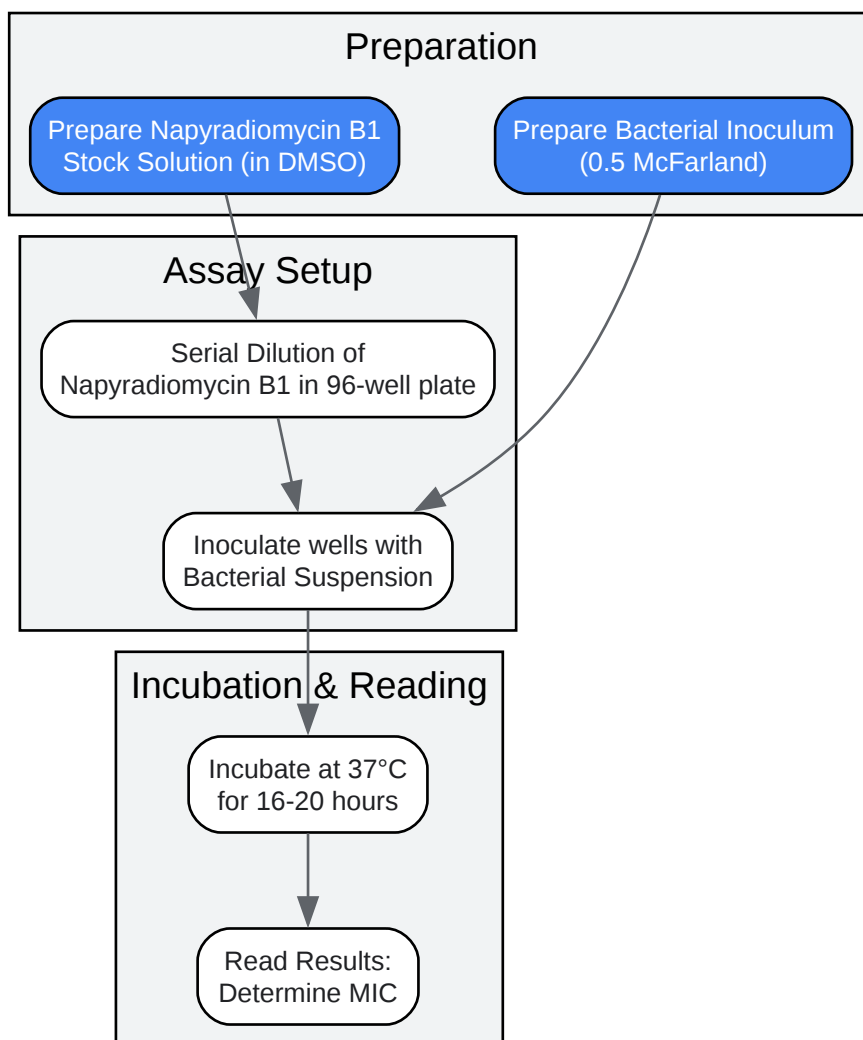 Preparation
Prepare Napyradiomycin B1
Stock Solution (in DMSO)
Prepare Bacterial Inoculum
(0.5 McFarland)
Assay Setup
Serial Dilution of
Napyradiomycin B1 in 96-well plate
Inoculate wells with
Bacterial Suspension
Incubation & Reading
Incubate at 37°C
for 16-20 hours
Read Results:
Determine MIC